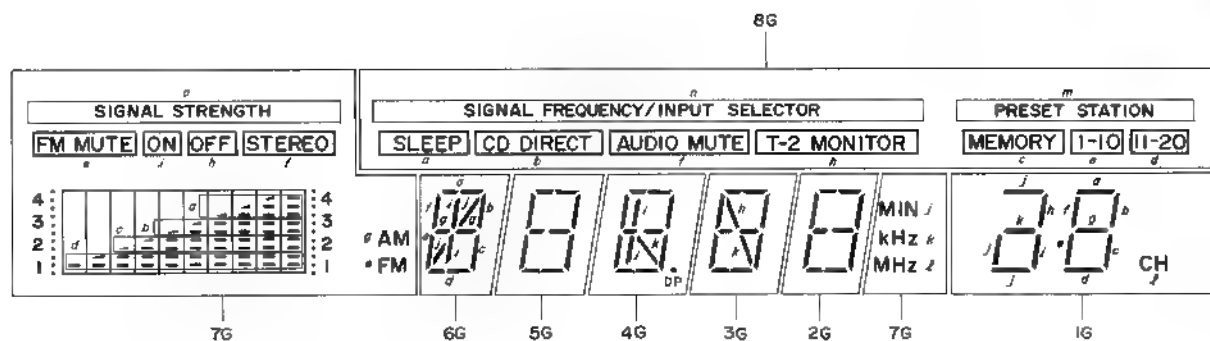 8G
p n m
SIGNAL STRENGTH SIGNAL FREQUENCY/INPUT SELECTOR PRESET STATION
FM MUTE ON OFF STEREO SLEEP CD DIRECT AUDIO MUTE T-2 MONITOR MEMORY 1-10 11-20
e j h f a b f h c e d
4 4
3 3
2 2
1 1
a
b
c
d
g AM
e FM
DP
MIN j
kHz k
MHz l
CH
l
7G 6G 5G 4G 3G 2G 7G 1G